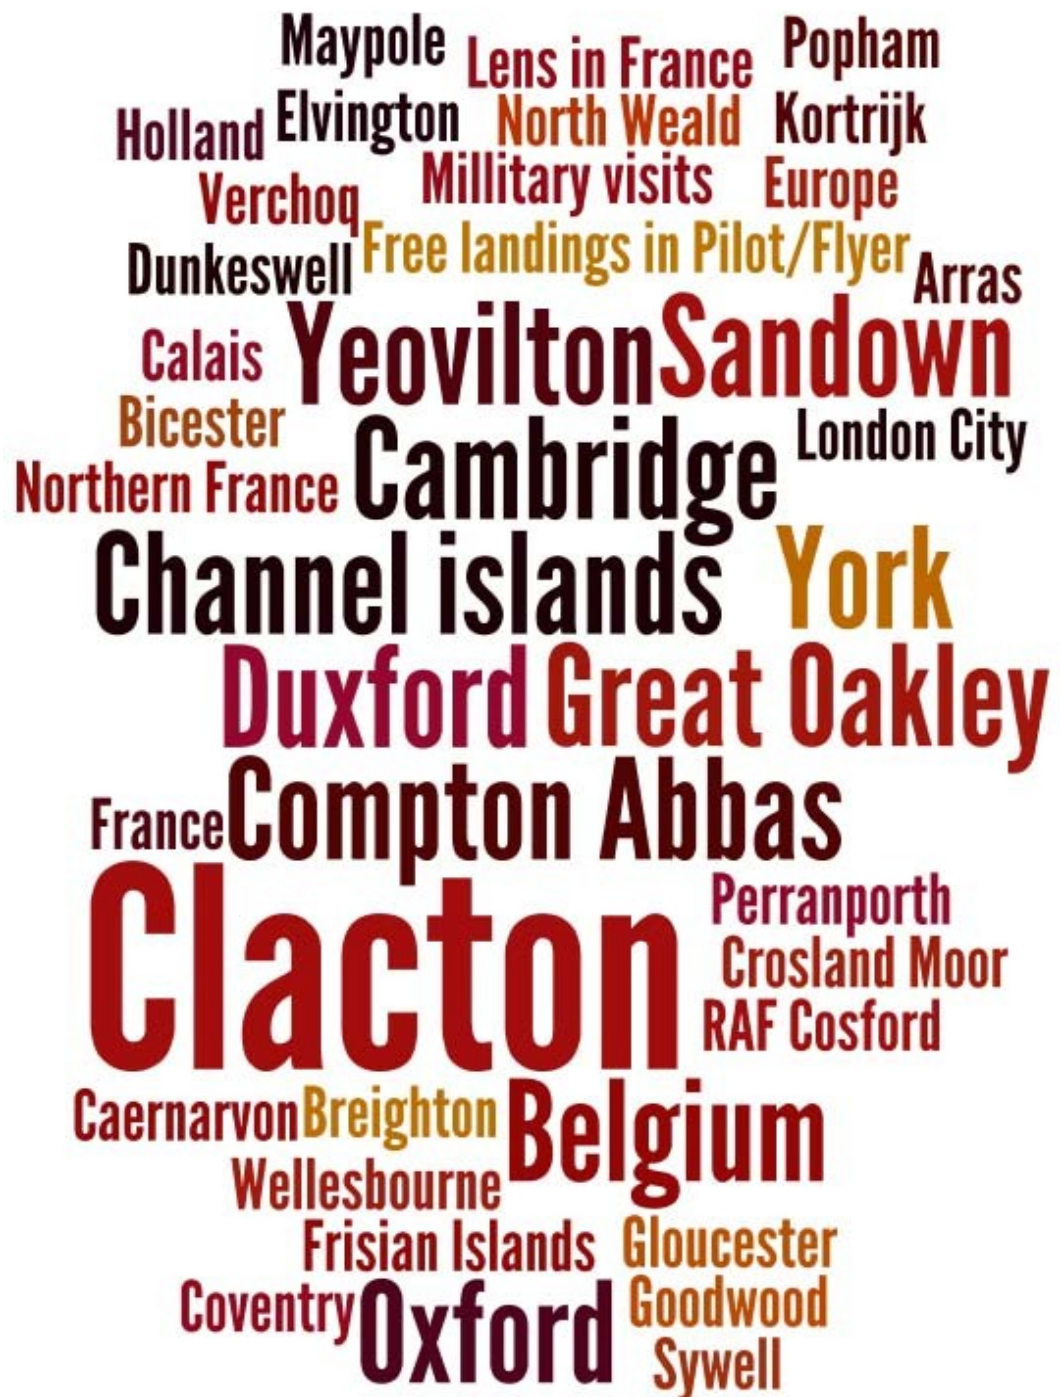 Maypole Lens in France Popham
Holland Elvington North Weald Kortrijk
Verchoq Millitary visits Europe
Dunkeswell Free landings in Pilot/Flyer Arras
Calais Yeovilton Sandown
Bicester Cambridge London City
Northern France
Channel islands York
Duxford Great Oakley
France Compton Abbas
Clacton Perranporth
Crosland Moor
RAF Cosford
Caernarvon Breighton Belgium
Wellesbourne
Frisian Islands Gloucester
Coventry Oxford Goodwood
Sywell